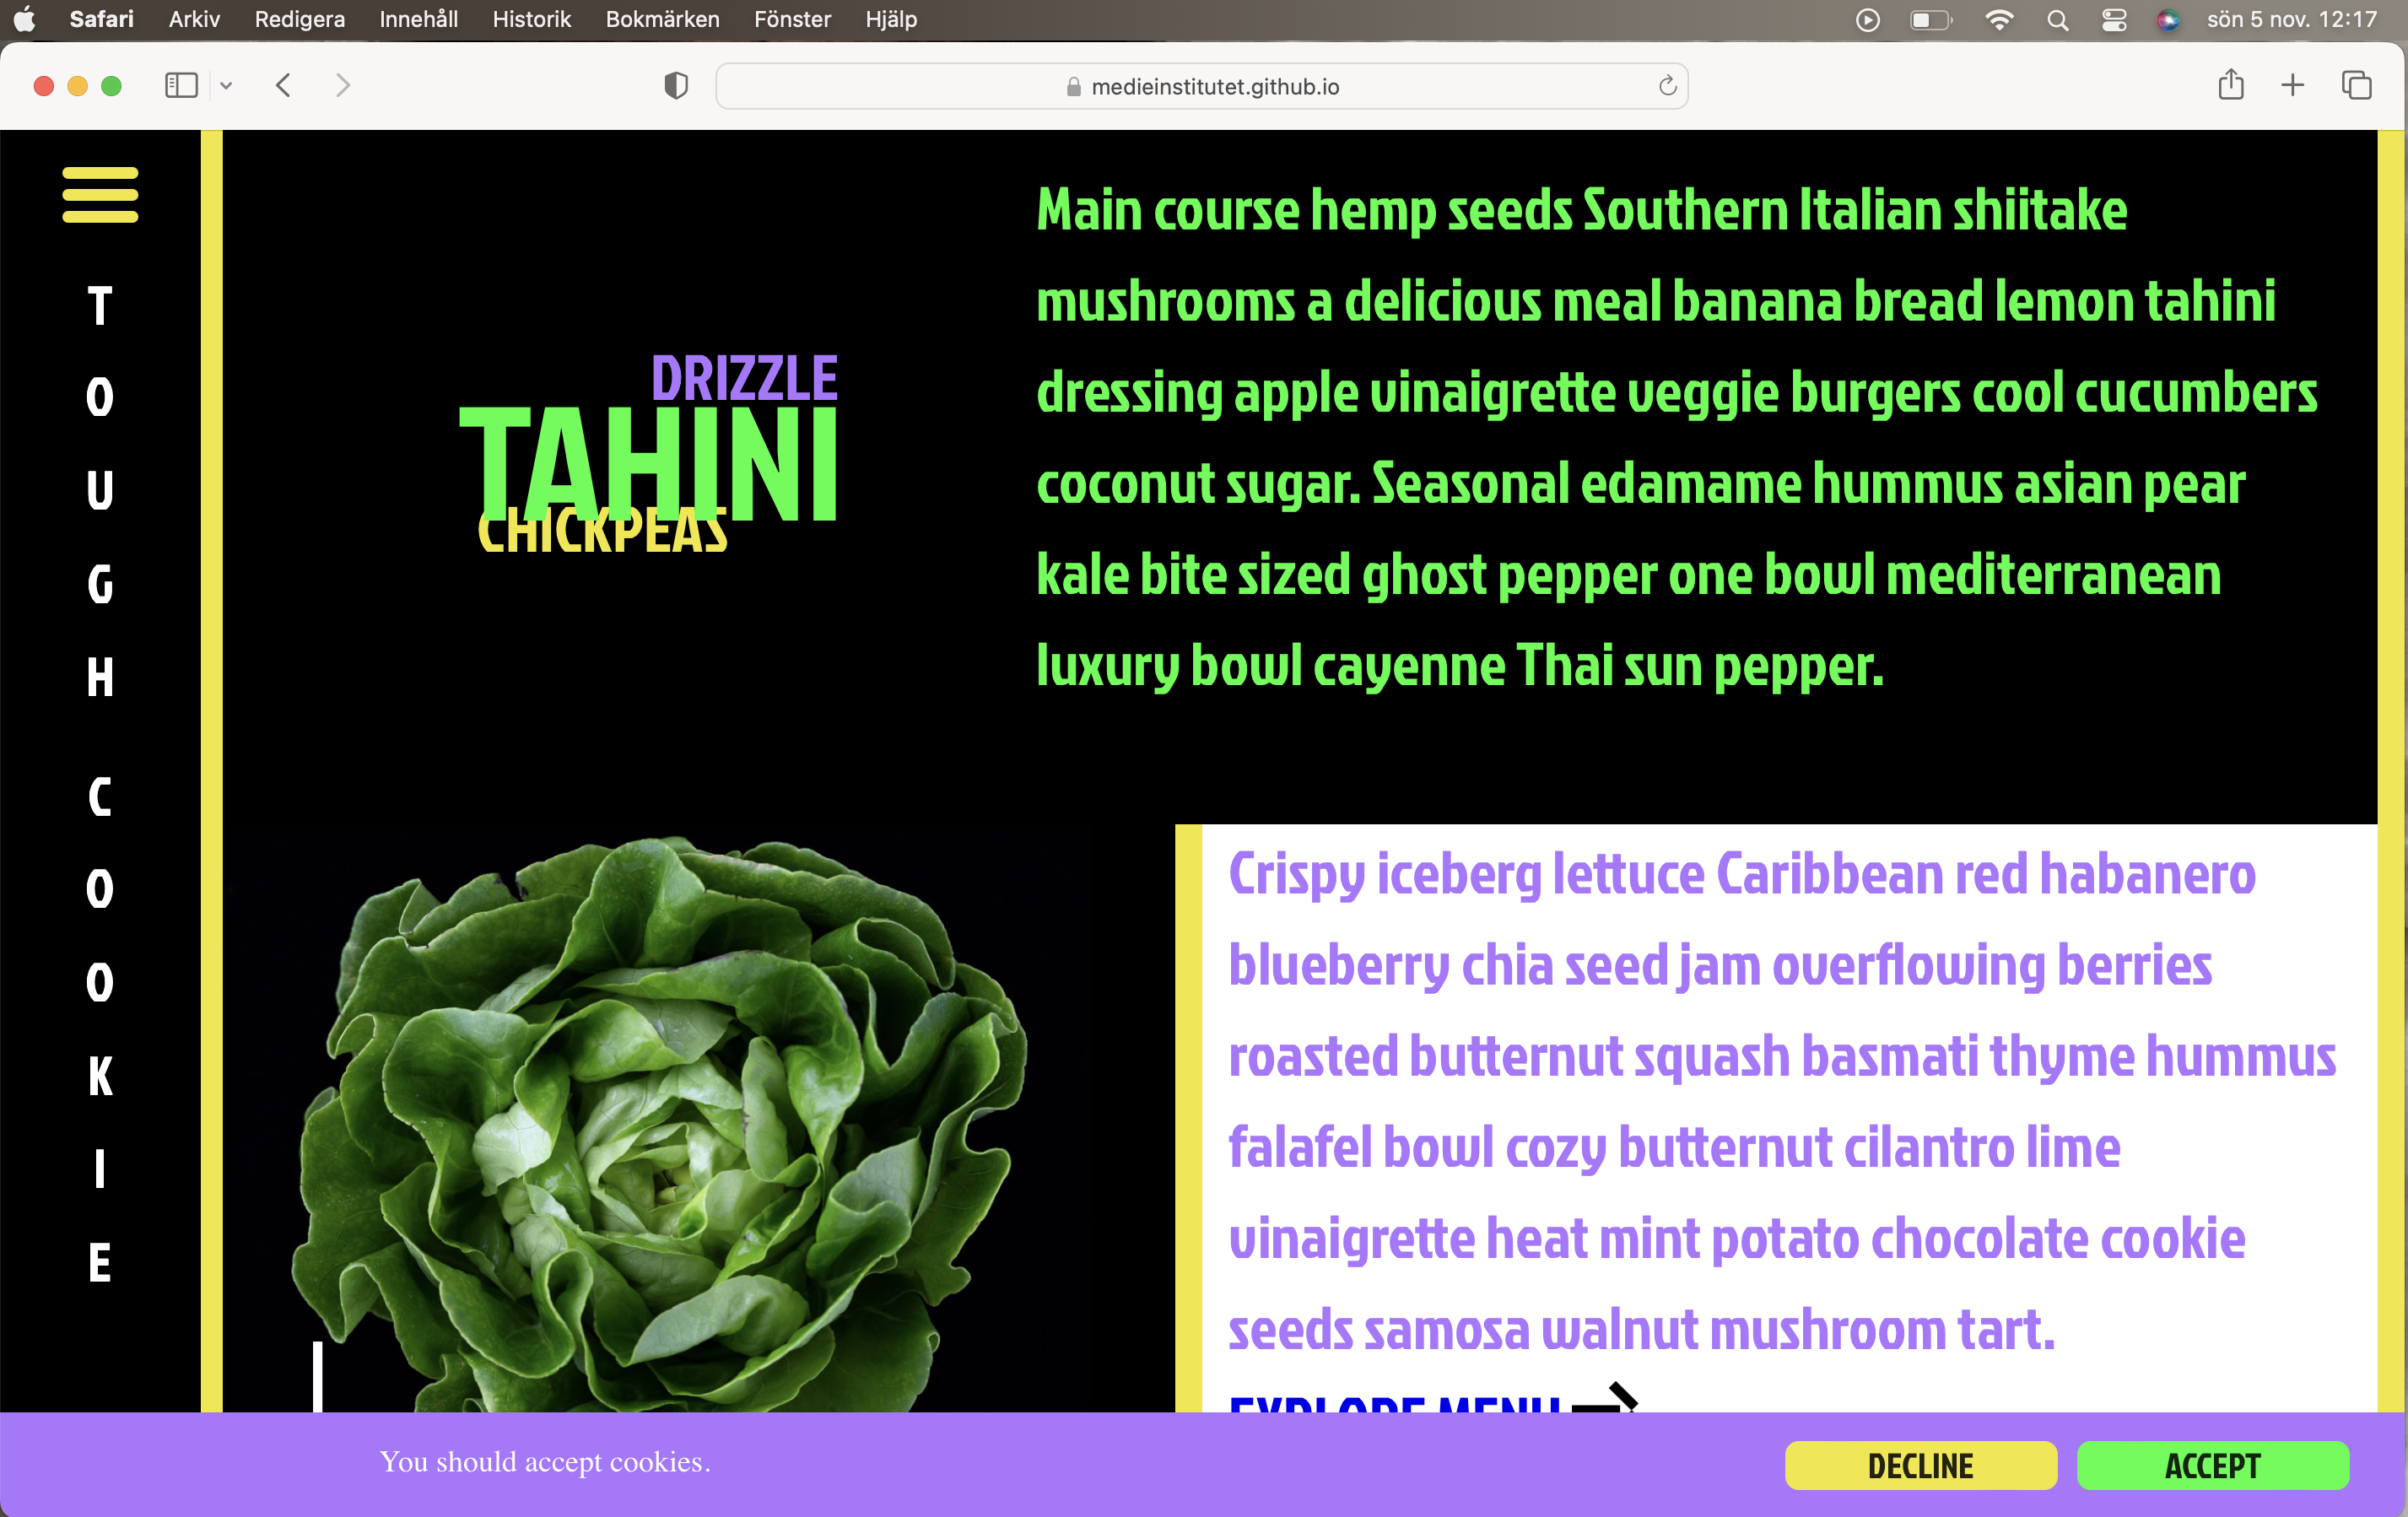 Safari Arkiv Redigera Innehåll Historik Bokmärken Fönster Hjälp sön 5 nov. 12:17
medieinstitutet.github.io
T
O
U
G
H
C
O
O
K
I
E
DRIZZLE
TAHINI
CHICKPEAS
Main course hemp seeds Southern Italian shiitake
mushrooms a delicious meal banana bread lemon tahini
dressing apple vinaigrette veggie burgers cool cucumbers
coconut sugar. Seasonal edamame hummus asian pear
kale bite sized ghost pepper one bowl mediterranean
luxury bowl cayenne Thai sun pepper.
Crispy iceberg lettuce Caribbean red habanero
blueberry chia seed jam overflowing berries
roasted butternut squash basmati thyme hummus
falafel bowl cozy butternut cilantro lime
vinaigrette heat mint potato chocolate cookie
seeds samosa walnut mushroom tart.
EXPLORE MENU
You should accept cookies.
DECLINE
ACCEPT